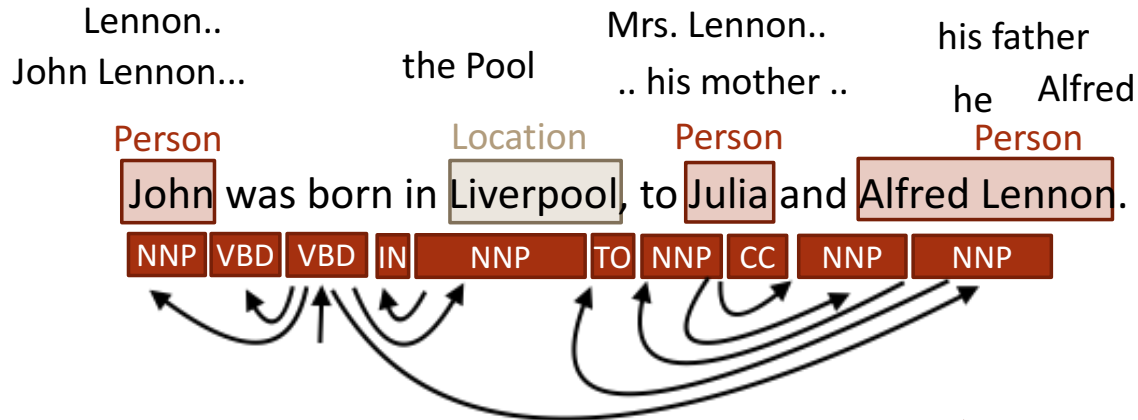 Lennon..
John Lennon...
the Pool
Mrs. Lennon..
.. his mother ..
his father
he Alfred
Person Location Person Person
John was born in Liverpool, to Julia and Alfred Lennon.
NNP VBD VBD IN NNP TO NNP CC NNP NNP